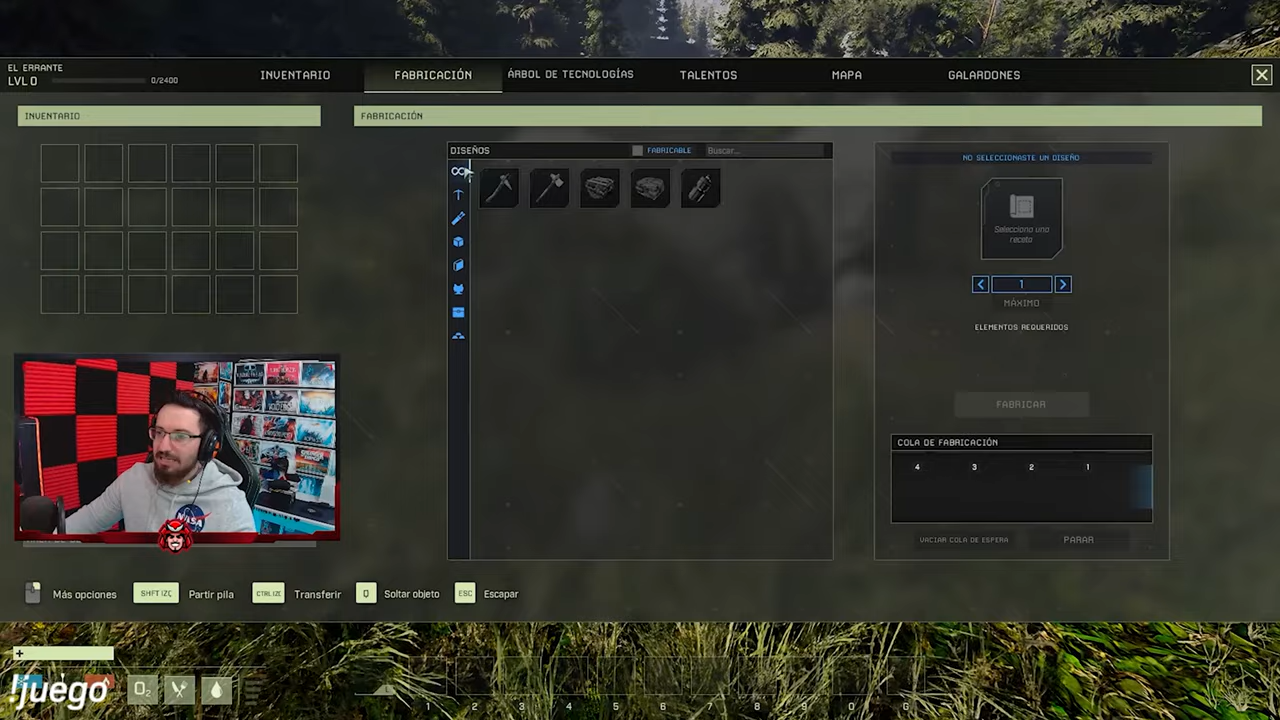 EL ERRANTE
LVL 0
0/2400
INVENTARIO
FABRICACIÓN
ÁRBOL DE TECNOLOGÍAS
TALENTOS
MAPA
GALARDONES
INVENTARIO
FABRICACIÓN
DISEÑOS
FABRICABLE
Buscar...
NO SELECCIONASTE UN DISEÑO
Selecciona una
receta
1
MÁXIMO
ELEMENTOS REQUERIDOS
FABRICAR
COLA DE FABRICACIÓN
4 3 2 1
VACIAR COLA DE ESPERA
PARAR
NASA
Más opciones
SHFT IZQ
Partir pila
CTRL IZQ
Transferir
Q
Soltar objeto
ESC
Escapar
!juego
O2
1 2 3 4 5 6 7 8 9 0 G